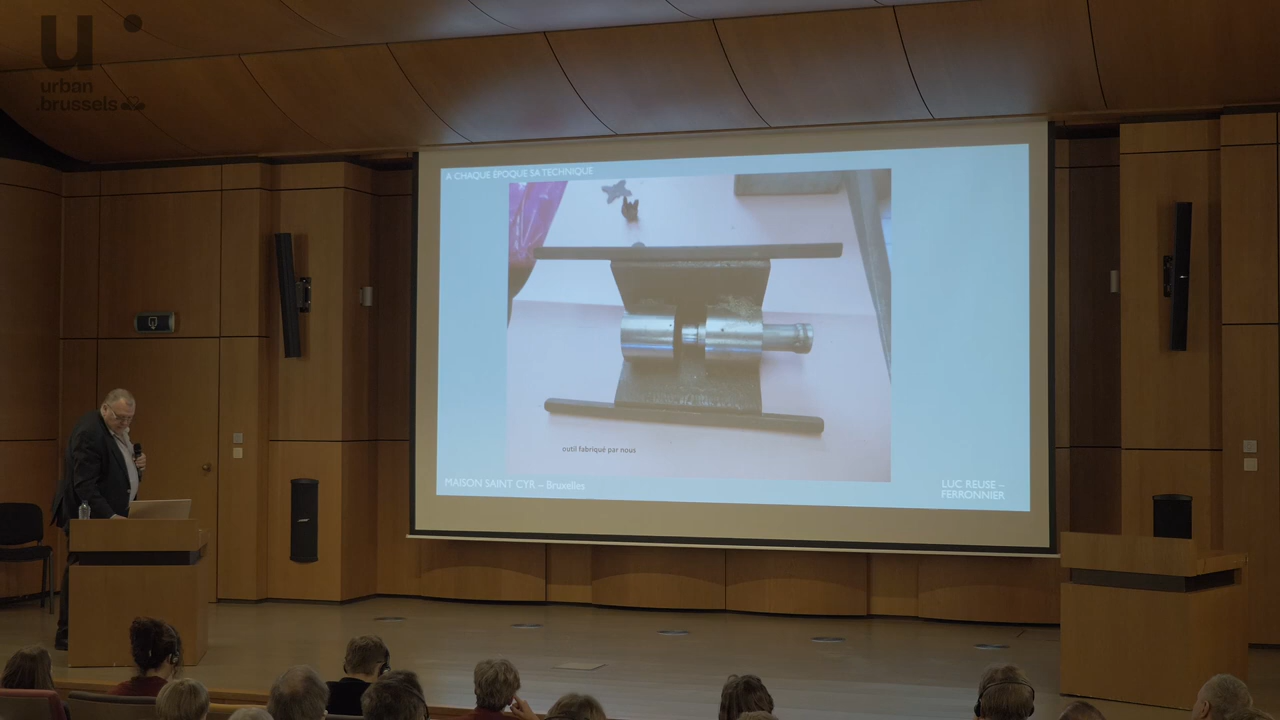 u
urban
.brussels
A CHAQUE ÉPOQUE SA TECHNIQUE
outil fabriqué par nous
MAISON SAINT CYR – Bruxelles
LUC REUSE –
FERRONNIER